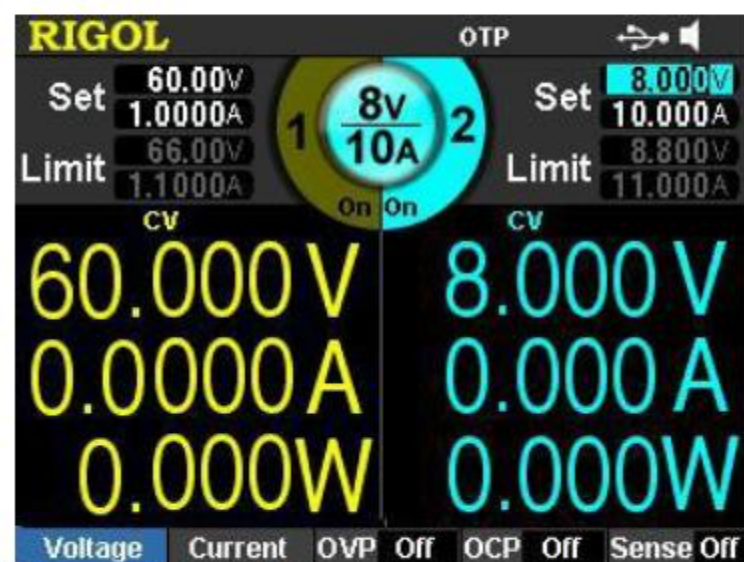 RIGOL OTP
Set 60.00V 1.0000A
Limit 66.00V 1.1000A
1 On
8V 10A
2 On
Set 8.000V 10.000A
Limit 8.800V 11.000A
CV
60.000 V
0.0000 A
0.000W
CV
8.000 V
0.000 A
0.000W
Voltage Current OVP Off OCP Off Sense Off